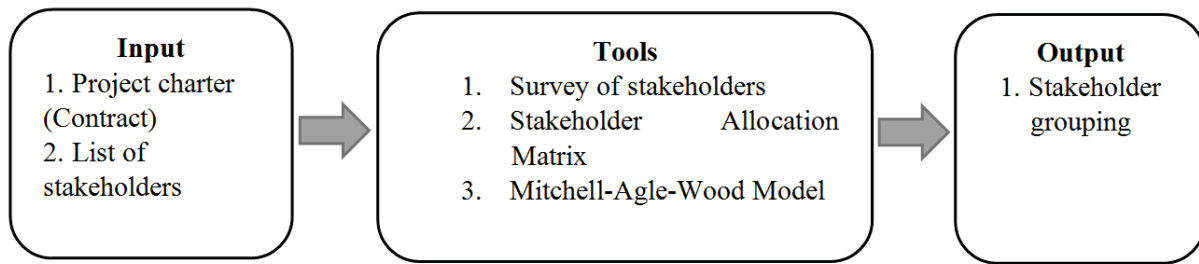 Input
1. Project charter
(Contract)
2. List of
stakeholders
Tools
1. Survey of stakeholders
2. Stakeholder Allocation
Matrix
3. Mitchell-Agle-Wood Model
Output
1. Stakeholder
grouping